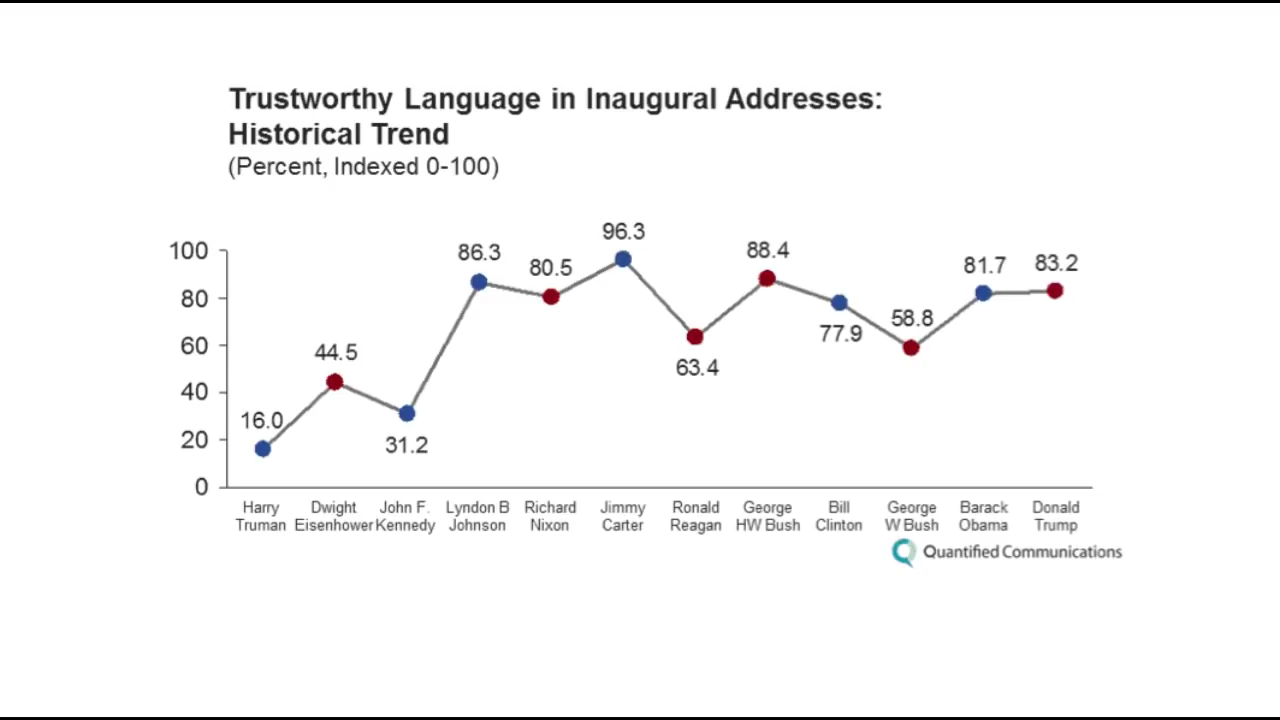 Trustworthy Language in Inaugural Addresses:
Historical Trend
(Percent, Indexed 0-100)
100
80
60
40
20
0
16.0
44.5
31.2
86.3
80.5
96.3
63.4
88.4
77.9
58.8
81.7
83.2
Harry
Truman
Dwight
Eisenhower
John F.
Kennedy
Lyndon B
Johnson
Richard
Nixon
Jimmy
Carter
Ronald
Reagan
George
HW Bush
Bill
Clinton
George
W Bush
Barack
Obama
Donald
Trump
Quantified Communications